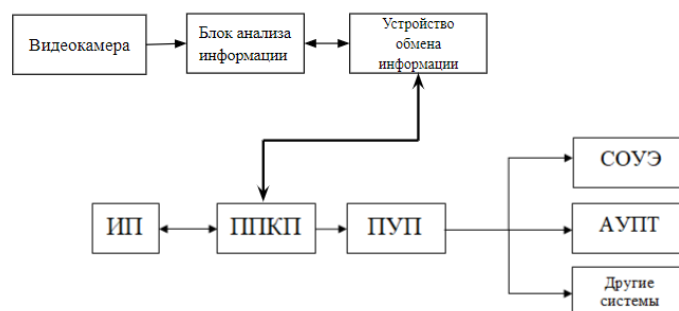 Видеокамера
Блок анализа
информации
Устройство
обмена
информации
ИП
ППКП
ПУП
СОУЭ
АУПТ
Другие
системы